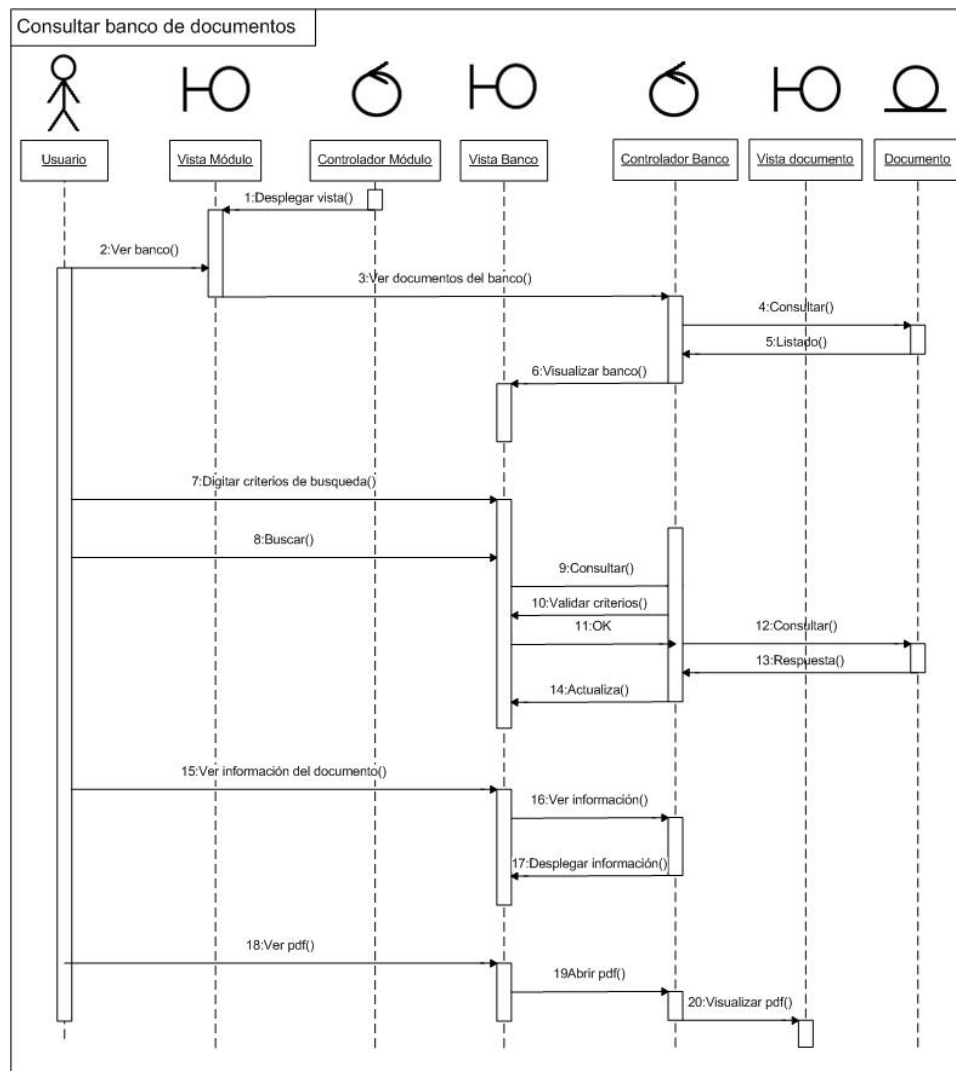 Consultar banco de documentos
Usuario
Vista Módulo
Controlador Módulo
Vista Banco
Controlador Banco
Vista documento
Documento
1:Desplegar vista()
2:Ver banco()
3:Ver documentos del banco()
4:Consultar()
5:Listado()
6:Visualizar banco()
7:Digitar criterios de busqueda()
8:Buscar()
9:Consultar()
10:Validar criterios()
11:OK
12:Consultar()
13:Respuesta()
14:Actualiza()
15:Ver información del documento()
16:Ver información()
17:Desplegar información()
18:Ver pdf()
19Abrir pdf()
20:Visualizar pdf()